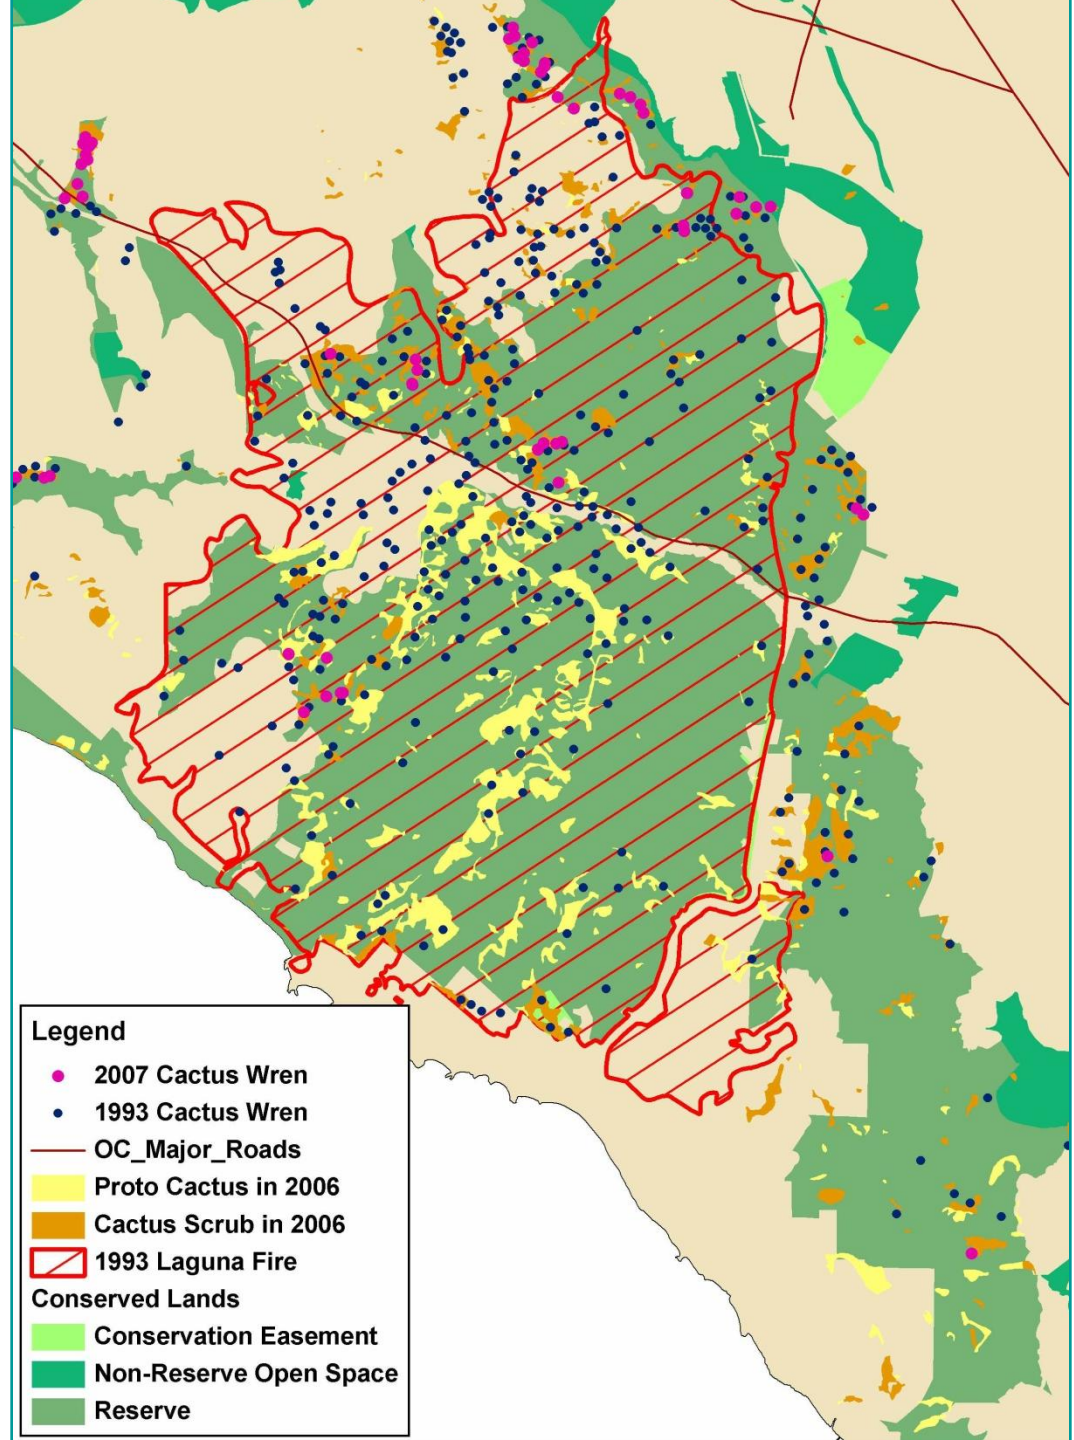 Legend
2007 Cactus Wren
1993 Cactus Wren
OC_Major_Roads
Proto Cactus in 2006
Cactus Scrub in 2006
1993 Laguna Fire
Conserved Lands
Conservation Easement
Non-Reserve Open Space
Reserve